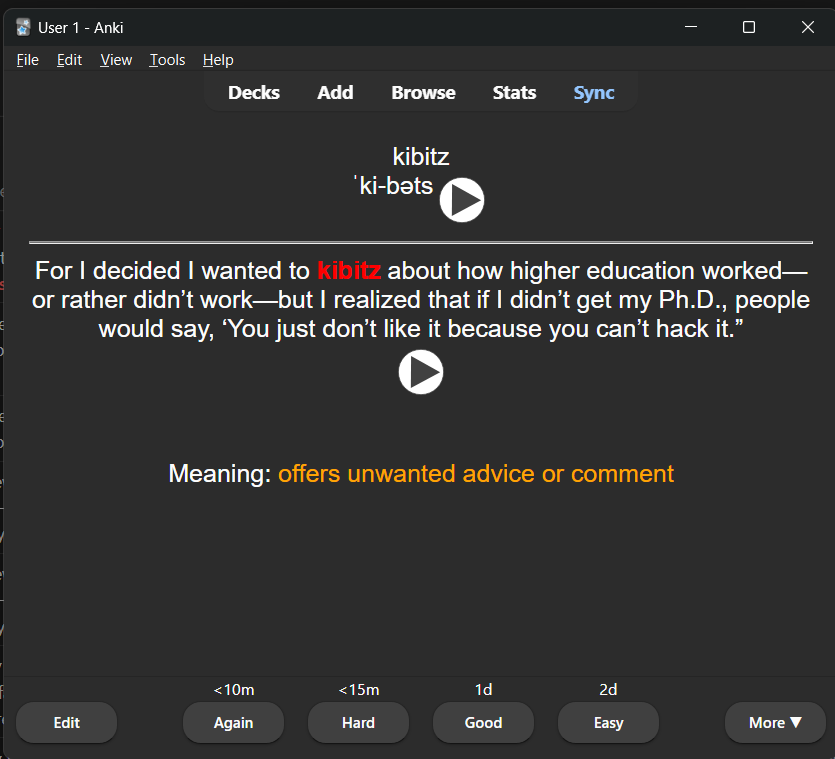 User 1 - Anki
File Edit View Tools Help
Decks Add Browse Stats Sync
kibitz
ˈki-bəts
For I decided I wanted to kibitz about how higher education worked—
or rather didn’t work—but I realized that if I didn’t get my Ph.D., people
would say, ‘You just don’t like it because you can’t hack it.”
Meaning: offers unwanted advice or comment
<10m <15m 1d 2d
Edit Again Hard Good Easy More ▼